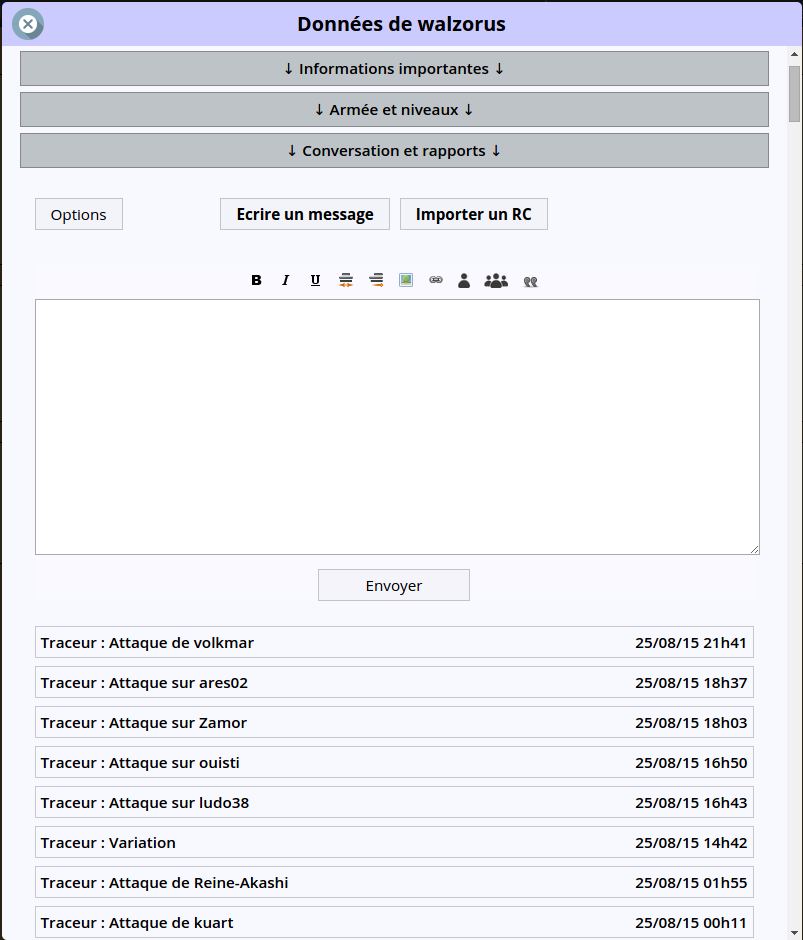 Données de walzorus
↓ Informations importantes ↓
↓ Armée et niveaux ↓
↓ Conversation et rapports ↓
Options Ecrire un message Importer un RC
B I U
Envoyer
Traceur : Attaque de volkmar 25/08/15 21h41
Traceur : Attaque sur ares02 25/08/15 18h37
Traceur : Attaque sur Zamor 25/08/15 18h03
Traceur : Attaque sur ouisti 25/08/15 16h50
Traceur : Attaque sur ludo38 25/08/15 16h43
Traceur : Variation 25/08/15 14h42
Traceur : Attaque de Reine-Akashi 25/08/15 01h55
Traceur : Attaque de kuart 25/08/15 00h11